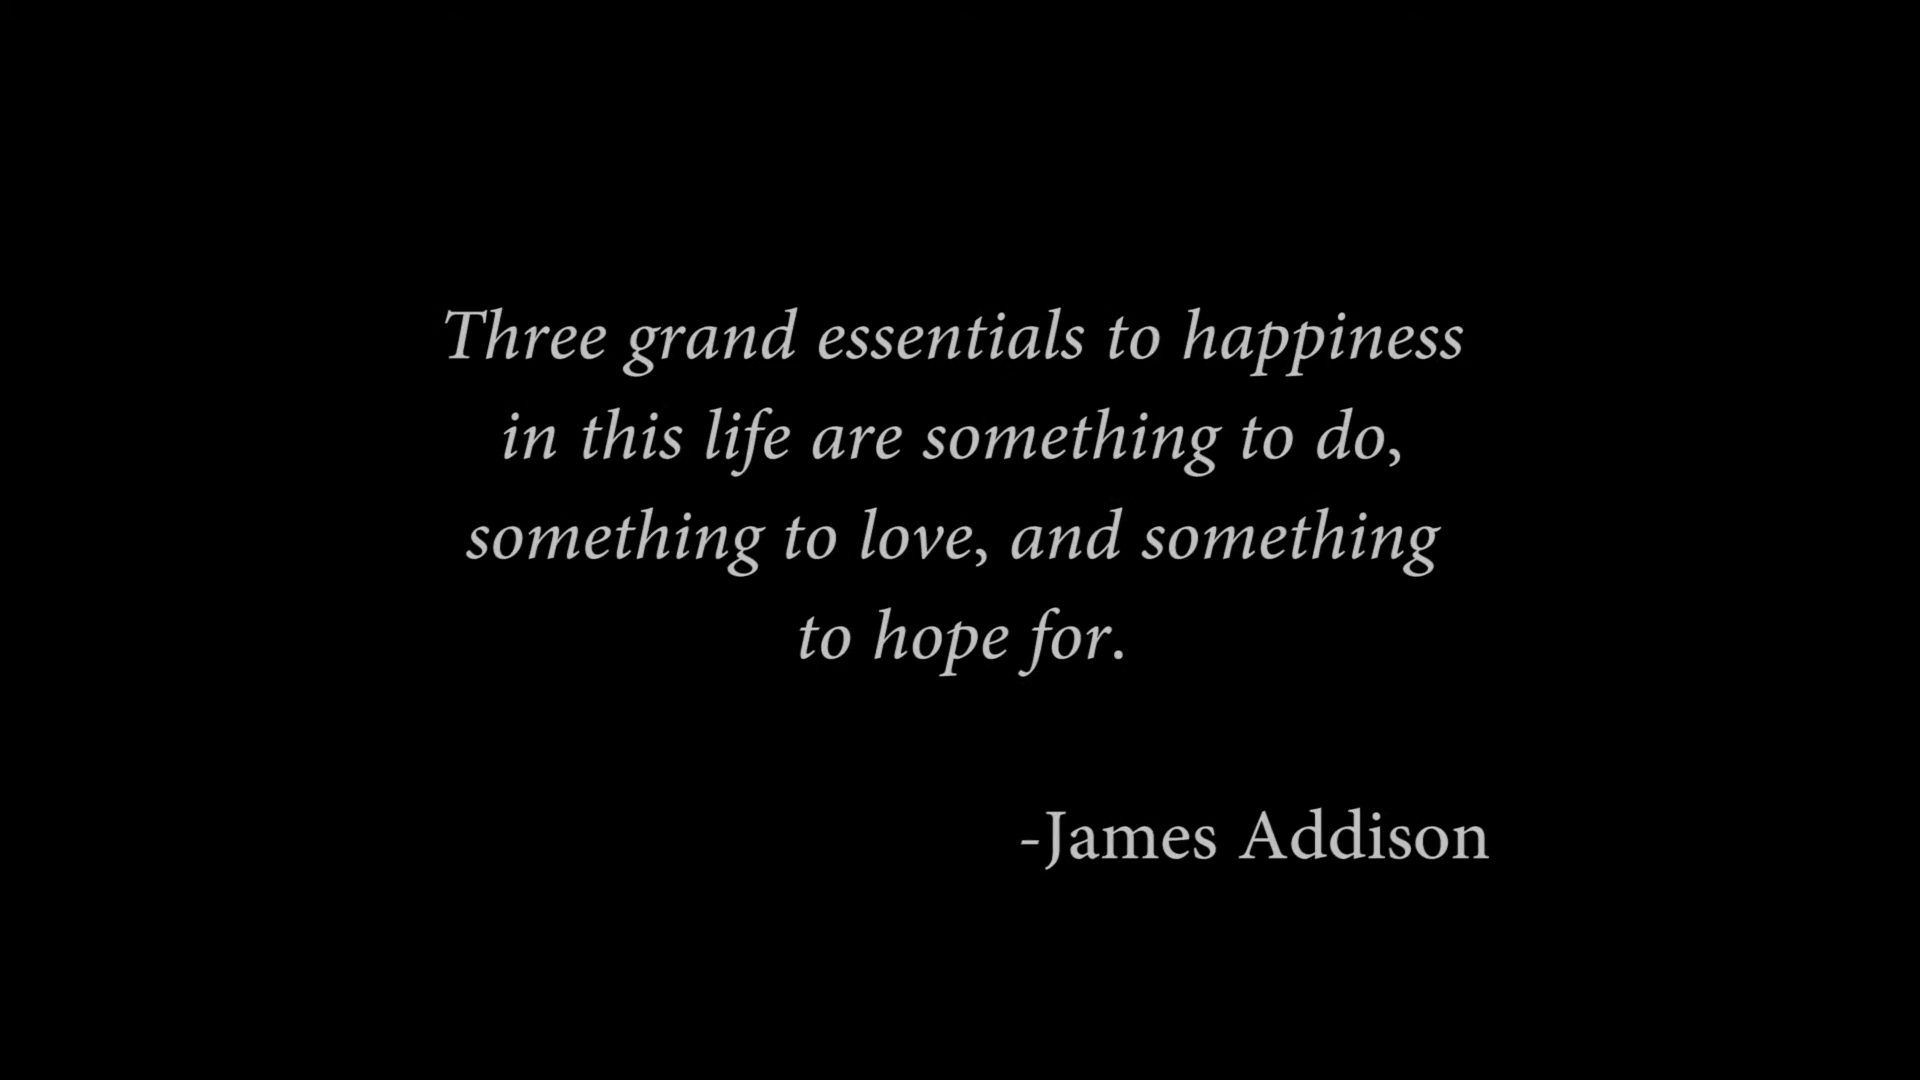 Three grand essentials to happiness
in this life are something to do,
something to love, and something
to hope for.
-James Addison